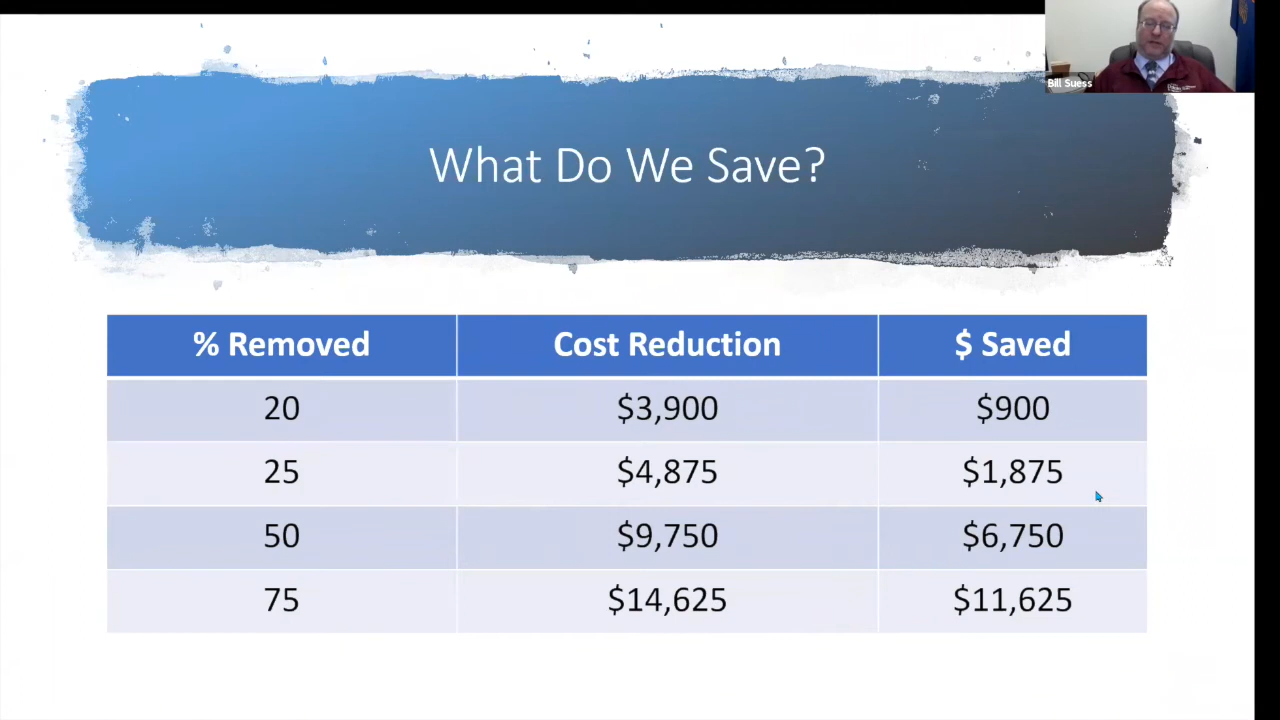 Bill Suess
What Do We Save?
% Removed Cost Reduction $ Saved
20 $3,900 $900
25 $4,875 $1,875
50 $9,750 $6,750
75 $14,625 $11,625